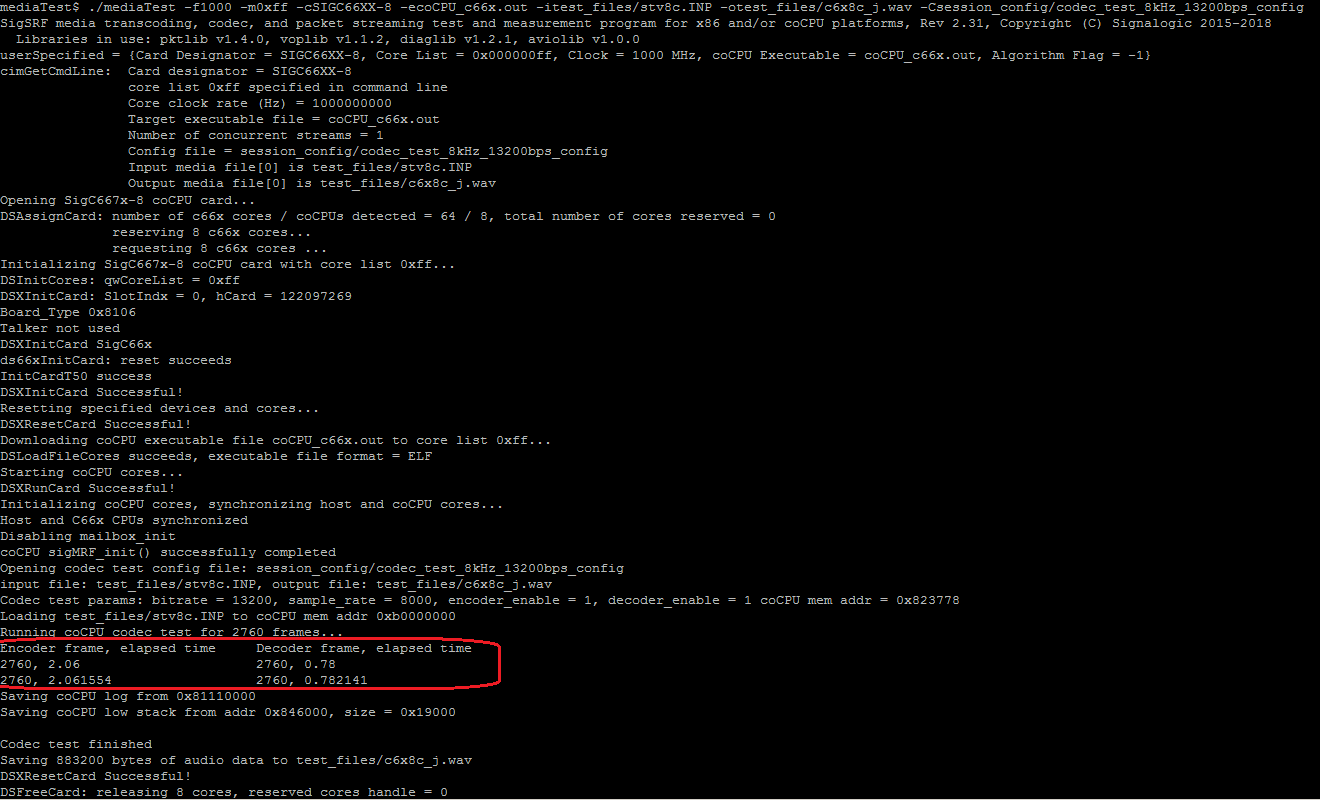 mediaTest$ ./mediaTest -f1000 -m0xff -cSIGC66XX-8 -ecoCPU_c66x.out -itest_files/stv8c.INP -otest_files/c6x8c_j.wav -Csession_config/codec_test_8kHz_13200bps_config
SigSRF media transcoding, codec, and packet streaming test and measurement program for x86 and/or coCPU platforms, Rev 2.31, Copyright (C) Signalogic 2015-2018
  Libraries in use: pktlib v1.4.0, voplib v1.1.2, diaglib v1.2.1, aviolib v1.0.0
userSpecified = {Card Designator = SIGC66XX-8, Core List = 0x000000ff, Clock = 1000 MHz, coCPU Executable = coCPU_c66x.out, Algorithm Flag = -1}
cimGetCmdLine:  Card designator = SIGC66XX-8
                core list 0xff specified in command line
                Core clock rate (Hz) = 1000000000
                Target executable file = coCPU_c66x.out
                Number of concurrent streams = 1
                Config file = session_config/codec_test_8kHz_13200bps_config
                Input media file[0] is test_files/stv8c.INP
                Output media file[0] is test_files/c6x8c_j.wav
Opening SigC667x-8 coCPU card...
DSAssignCard: number of c66x cores / coCPUs detected = 64 / 8, total number of cores reserved = 0
              reserving 8 c66x cores...
              requesting 8 c66x cores ...
Initializing SigC667x-8 coCPU card with core list 0xff...
DSInitCores: qwCoreList = 0xff
DSXInitCard: SlotIndx = 0, hCard = 122097269
Board_Type 0x8106
Talker not used
DSXInitCard SigC66x
ds66xInitCard: reset succeeds
InitCardT50 success
DSXInitCard Successful!
Resetting specified devices and cores...
DSXResetCard Successful!
Downloading coCPU executable file coCPU_c66x.out to core list 0xff...
DSLoadFileCores succeeds, executable file format = ELF
Starting coCPU cores...
DSXRunCard Successful!
Initializing coCPU cores, synchronizing host and coCPU cores...
Host and C66x CPUs synchronized
Disabling mailbox_init
coCPU sigMRF_init() successfully completed
Opening codec test config file: session_config/codec_test_8kHz_13200bps_config
input file: test_files/stv8c.INP, output file: test_files/c6x8c_j.wav
Codec test params: bitrate = 13200, sample_rate = 8000, encoder_enable = 1, decoder_enable = 1 coCPU mem addr = 0x823778
Loading test_files/stv8c.INP to coCPU mem addr 0xb0000000
Running coCPU codec test for 2760 frames...
Encoder frame, elapsed time     Decoder frame, elapsed time
2760, 2.06                      2760, 0.78
2760, 2.061554                  2760, 0.782141
Saving coCPU log from 0x81110000
Saving coCPU low stack from addr 0x846000, size = 0x19000

Codec test finished
Saving 883200 bytes of audio data to test_files/c6x8c_j.wav
DSXResetCard Successful!
DSFreeCard: releasing 8 cores, reserved cores handle = 0